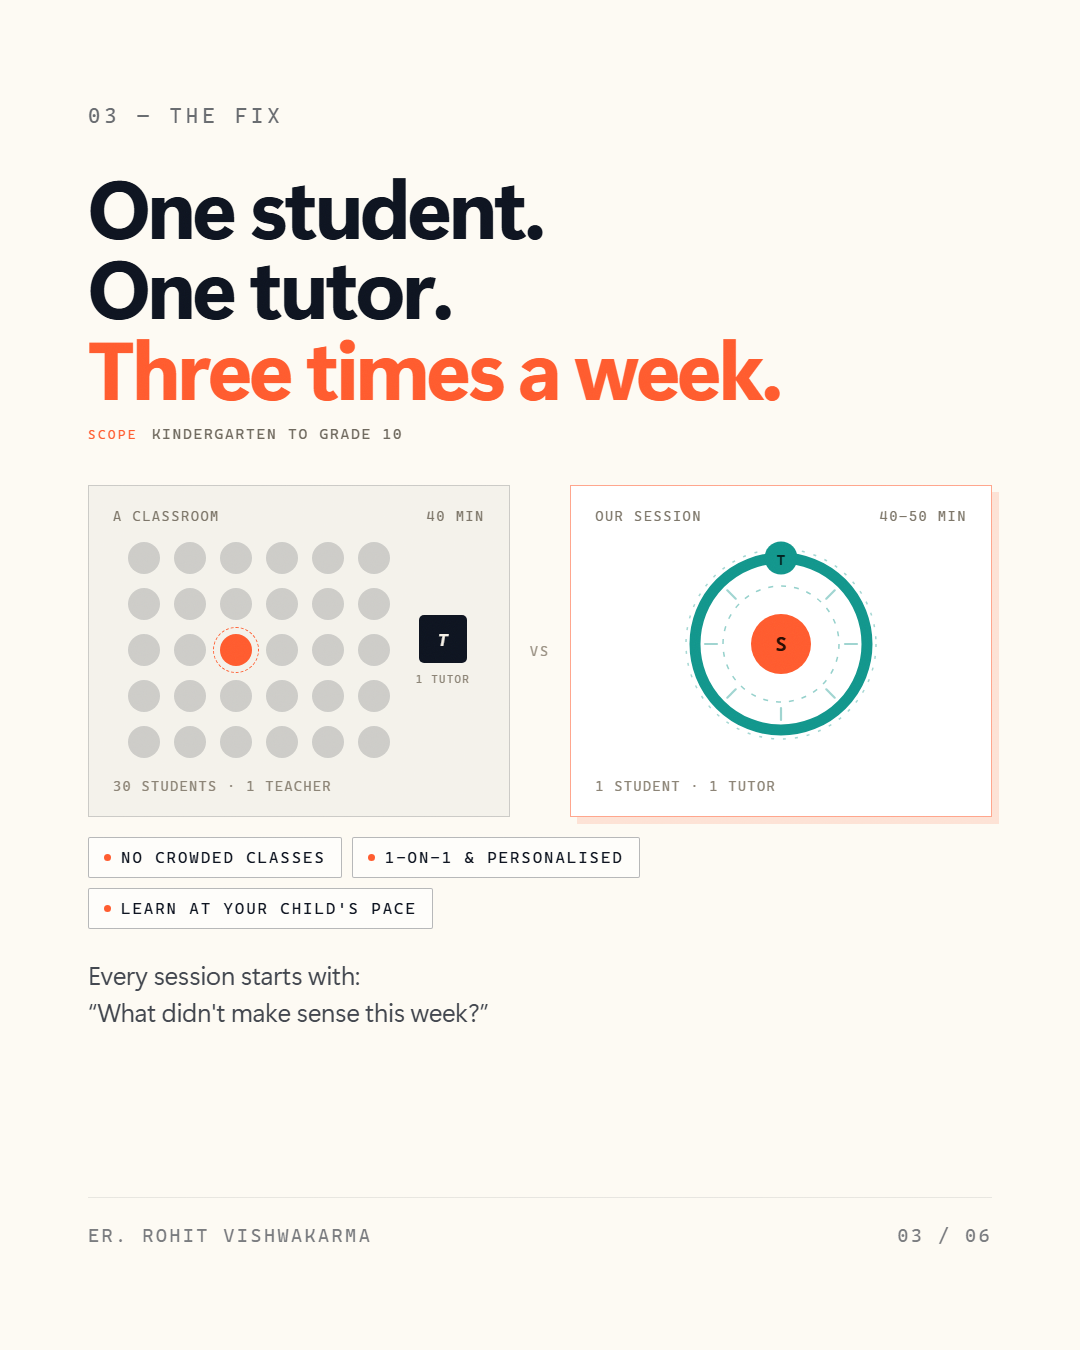 03 — THE FIX
One student.
One tutor.
Three times a week.
SCOPE KINDERGARTEN TO GRADE 10
A CLASSROOM 40 MIN
T
1 TUTOR
30 STUDENTS · 1 TEACHER
VS
OUR SESSION 40–50 MIN
T
S
1 STUDENT · 1 TUTOR
NO CROWDED CLASSES
1-ON-1 & PERSONALISED
LEARN AT YOUR CHILD'S PACE
Every session starts with:
“What didn't make sense this week?”
ER. ROHIT VISHWAKARMA
03 / 06